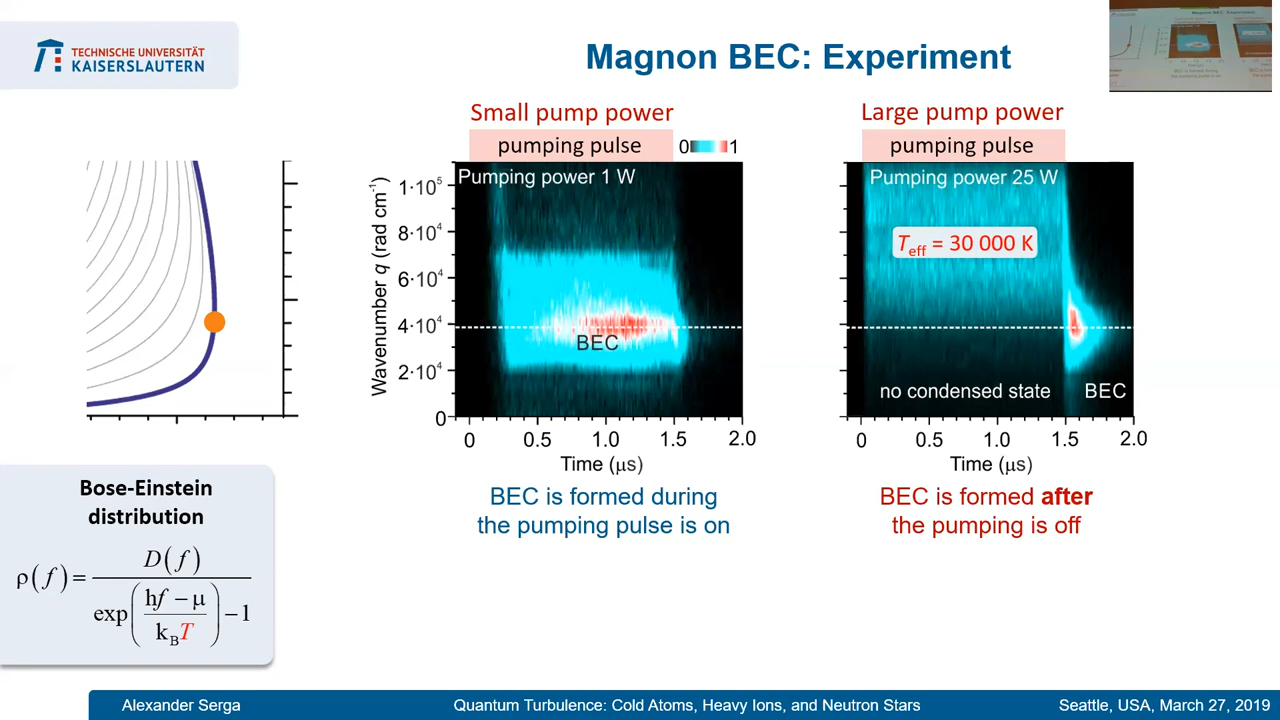 TECHNISCHE UNIVERSITÄT
KAISERSLAUTERN
Magnon BEC: Experiment
Small pump power
pumping pulse
0 1
Pumping power 1 W
Wavenumber q (rad cm⁻¹)
1·10⁵
8·10⁴
6·10⁴
4·10⁴
2·10⁴
0
BEC
0 0.5 1.0 1.5 2.0
Time (μs)
BEC is formed during
the pumping pulse is on
Large pump power
pumping pulse
Pumping power 25 W
Teff = 30 000 K
no condensed state BEC
0 0.5 1.0 1.5 2.0
Time (μs)
BEC is formed after
the pumping is off
Bose-Einstein
distribution
ρ(f) = D(f) / exp((hf − μ) / kBT) − 1
Alexander Serga
Quantum Turbulence: Cold Atoms, Heavy Ions, and Neutron Stars
Seattle, USA, March 27, 2019
Magnon BEC: Experiment